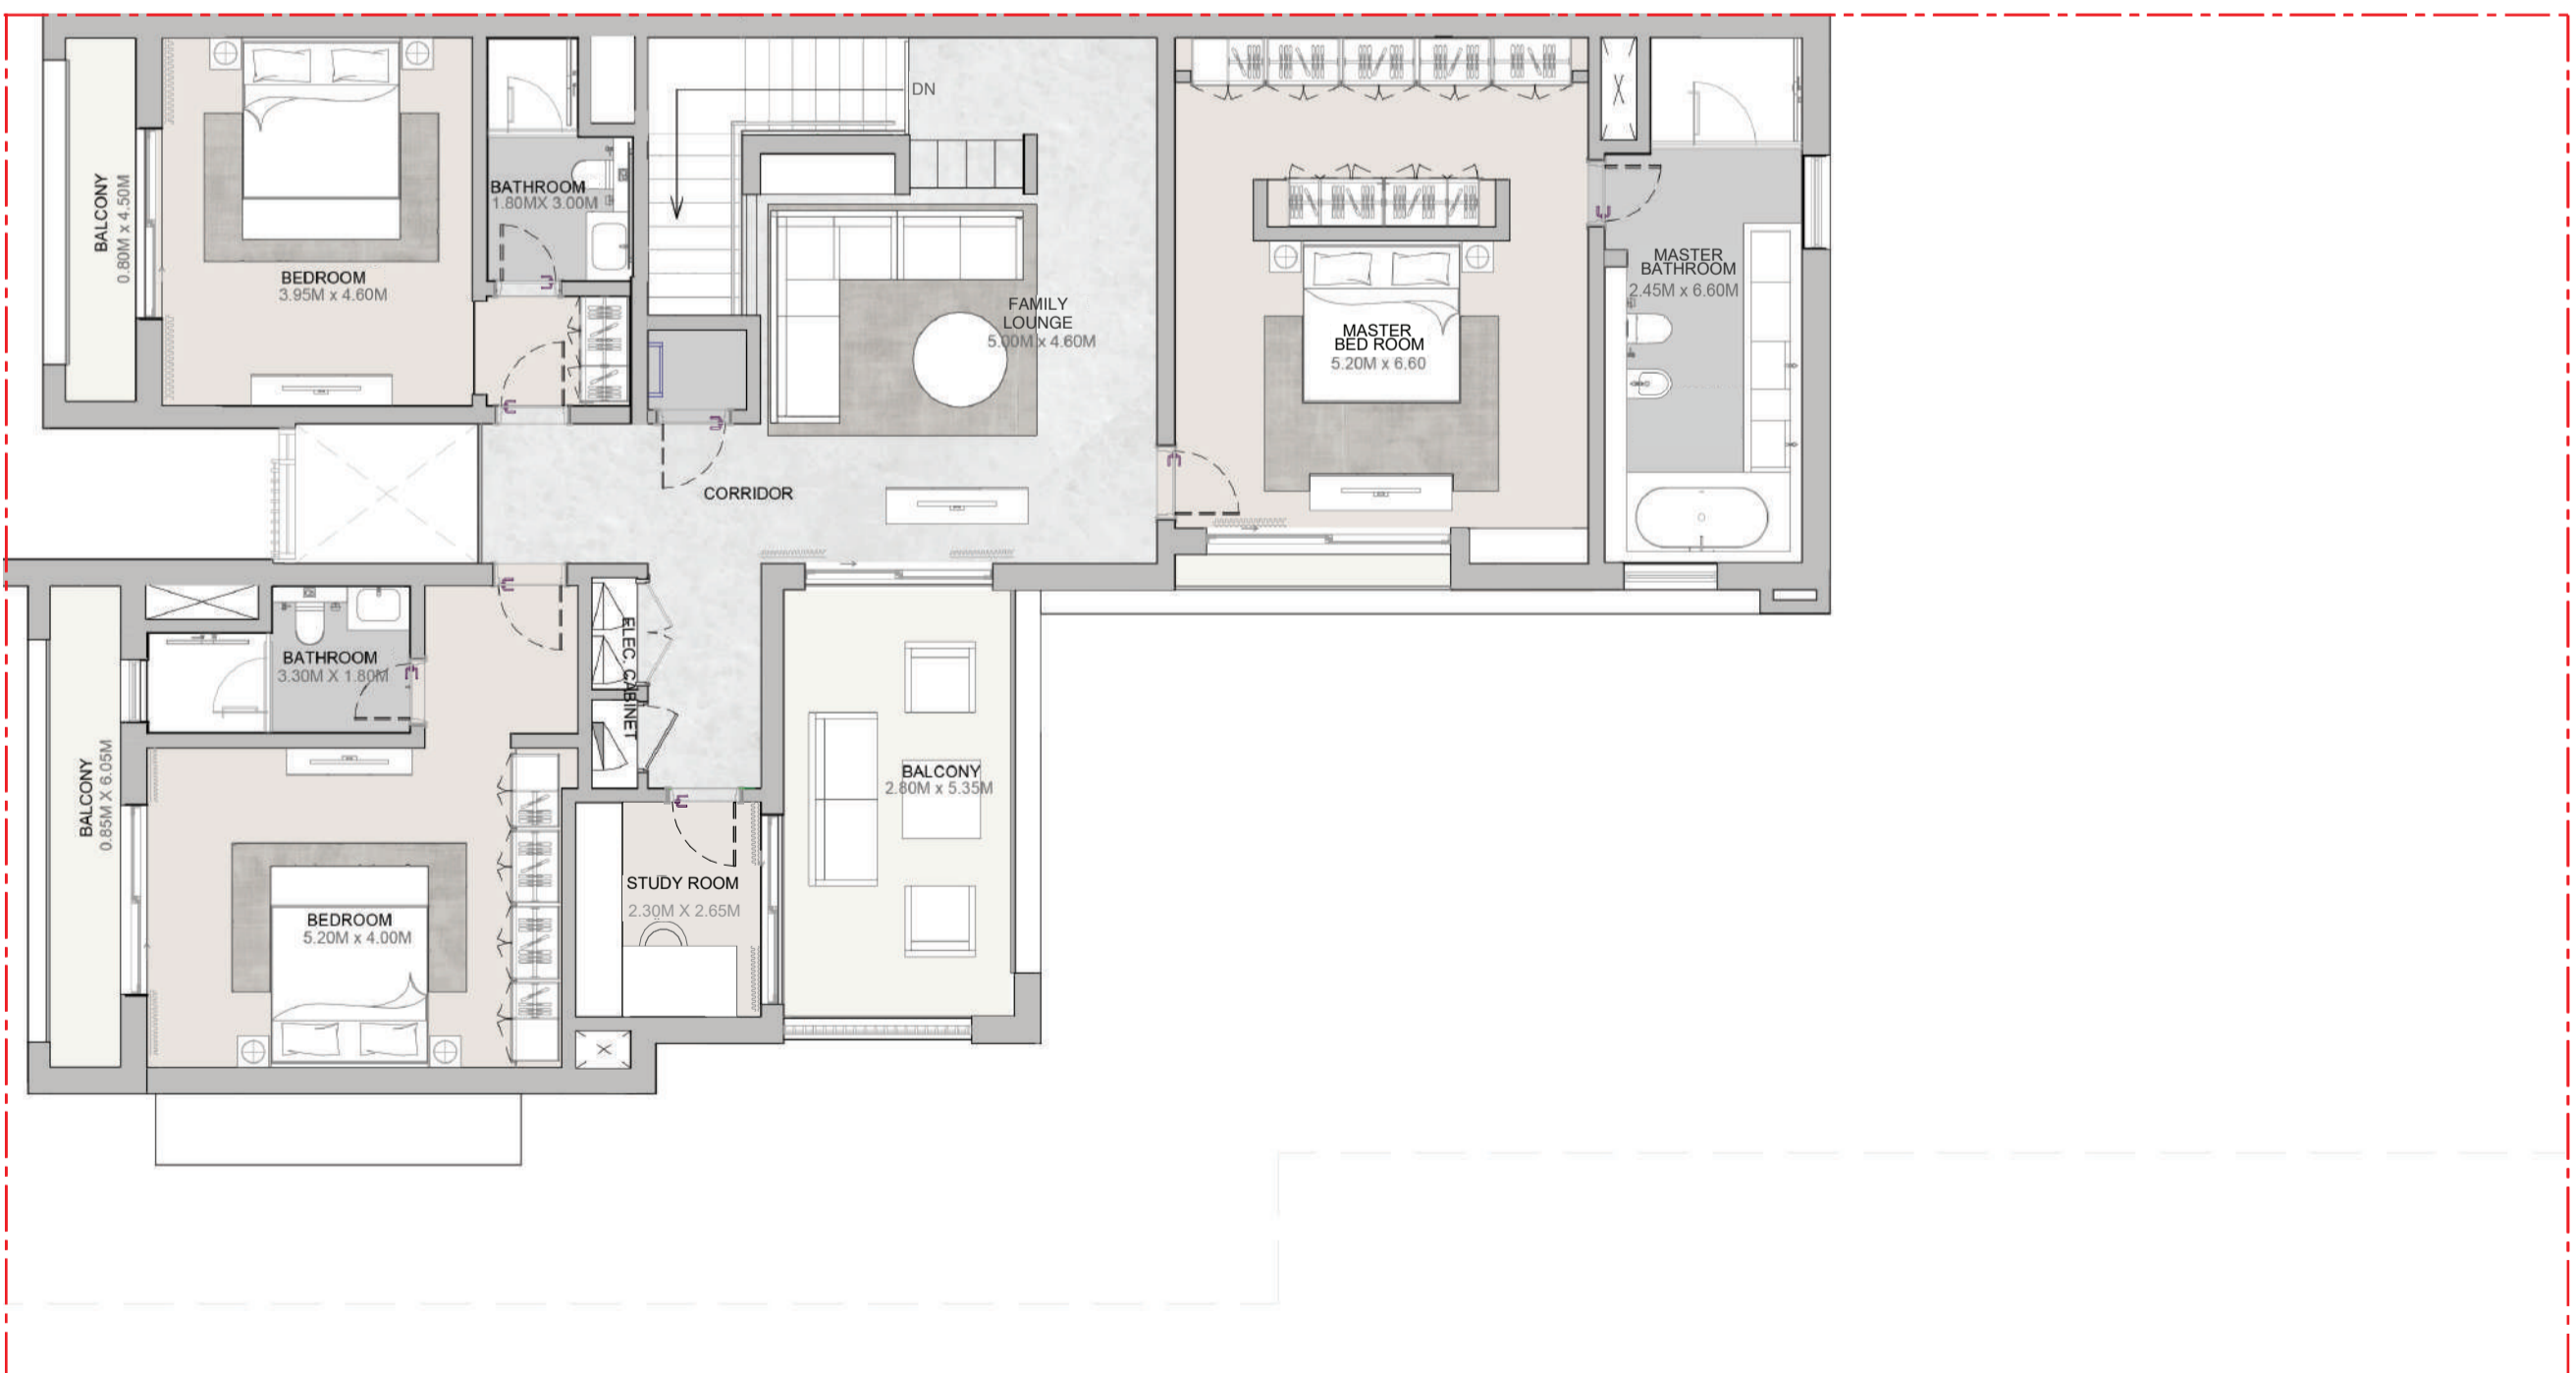 DN
BALCONY
0.80M x 4.50M
BEDROOM
3.95M x 4.60M
BATHROOM
1.80MX 3.00M
FAMILY
LOUNGE
5.00M x 4.60M
MASTER
BED ROOM
5.20M x 6.60
MASTER
BATHROOM
2.45M x 6.60M
CORRIDOR
BATHROOM
3.30M X 1.80M
ELEC. CABINET
BALCONY
0.85M X 6.05M
BALCONY
2.80M x 5.35M
STUDY ROOM
2.30M X 2.65M
BEDROOM
5.20M x 4.00M